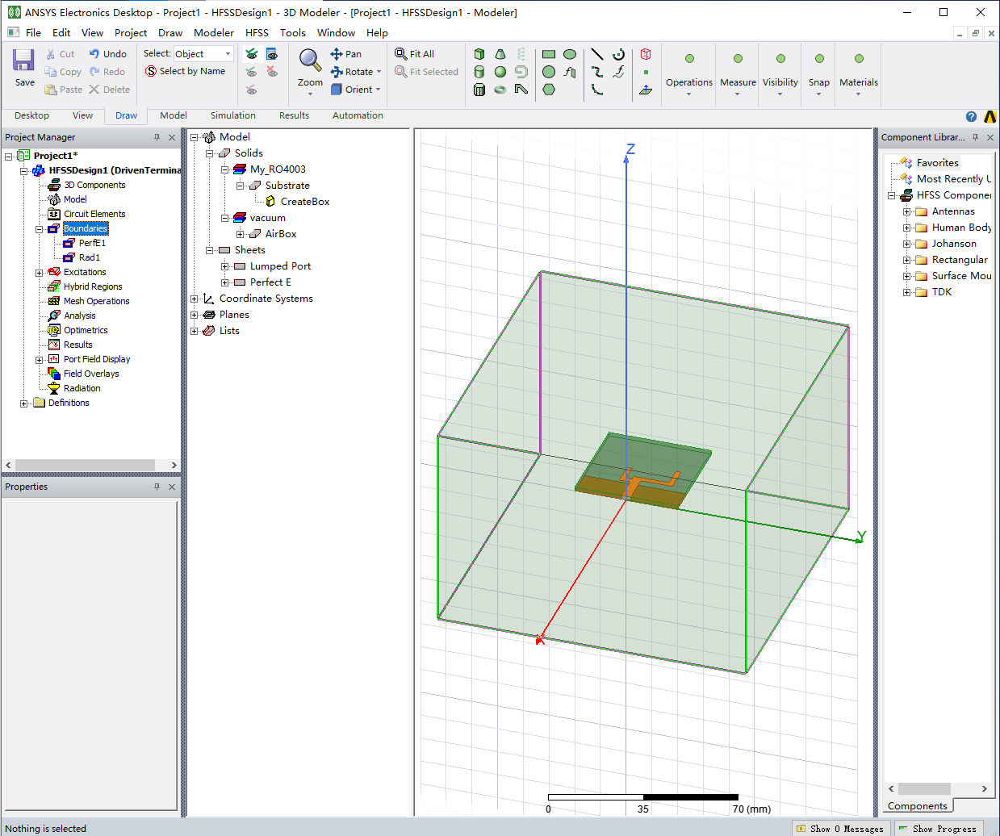 ANSYS Electronics Desktop - Project1 - HFSSDesign1 - 3D Modeler - [Project1 - HFSSDesign1 - Modeler]
File Edit View Project Draw Modeler HFSS Tools Window Help
Save
Cut
Copy
Paste
Undo
Redo
Delete
Select: Object
Select by Name
Zoom
Pan
Rotate
Orient
Fit All
Fit Selected
Operations
Measure
Visibility
Snap
Materials
Desktop View Draw Model Simulation Results Automation
Project Manager
Project1*
HFSSDesign1 (DrivenTermina
3D Components
Model
Circuit Elements
Boundaries
PerfE1
Rad1
Excitations
Hybrid Regions
Mesh Operations
Analysis
Optimetrics
Results
Port Field Display
Field Overlays
Radiation
Definitions
Properties
Model
Solids
My_RO4003
Substrate
CreateBox
vacuum
AirBox
Sheets
Lumped Port
Perfect E
Coordinate Systems
Planes
Lists
Z
Y
X
0 35 70 (mm)
Component Librar...
Favorites
Most Recently U
HFSS Componen
Antennas
Human Body
Johanson
Rectangular
Surface Mou
TDK
Components
Nothing is selected
Show 0 Messages
Show Progress